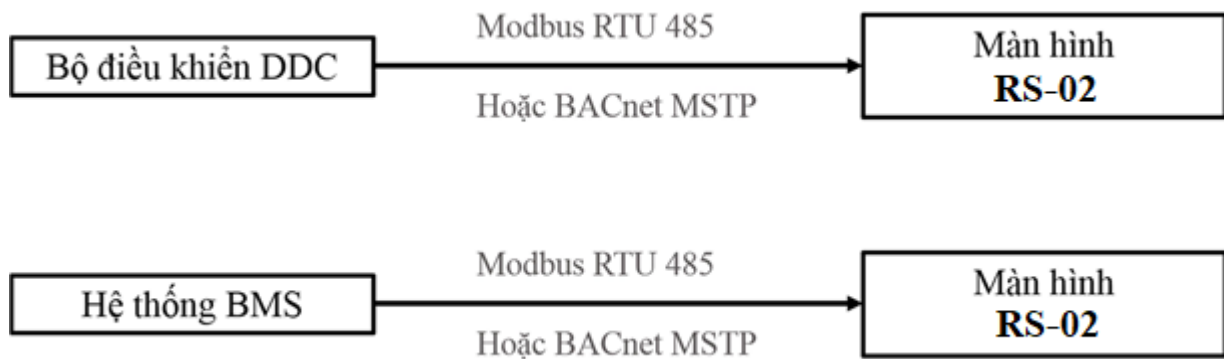 Modbus RTU 485
Bộ điều khiển DDC
Hoặc BACnet MSTP
Màn hình
RS-02
Modbus RTU 485
Hệ thống BMS
Hoặc BACnet MSTP
Màn hình
RS-02